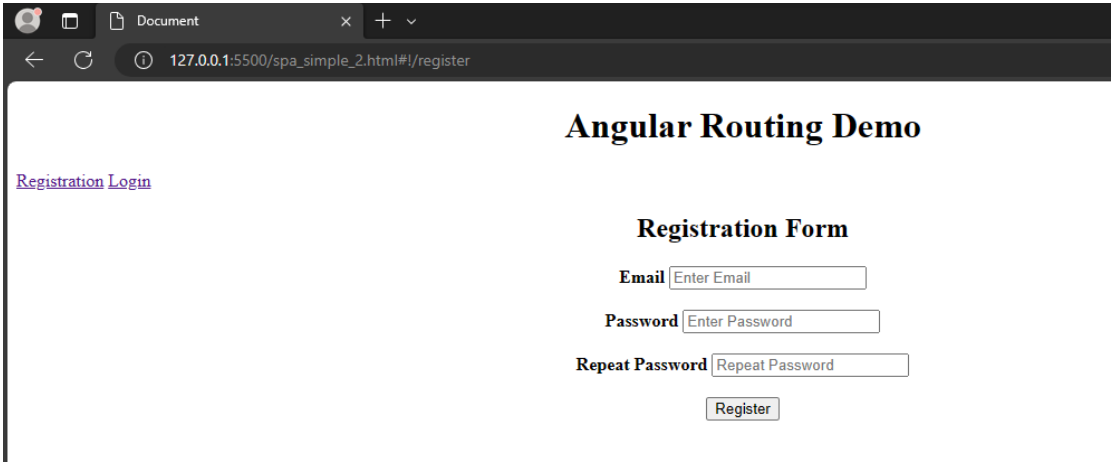 Document
127.0.0.1:5500/spa_simple_2.html#!/register
Angular Routing Demo
Registration Login
Registration Form
Email Enter Email
Password Enter Password
Repeat Password Repeat Password
Register